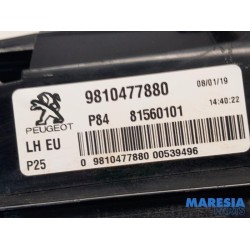 9810477880
08/01/19
PEUGEOT
P84 81560101
14:40:22
LH EU
P25
0 9810477880 00539496
MARESIA